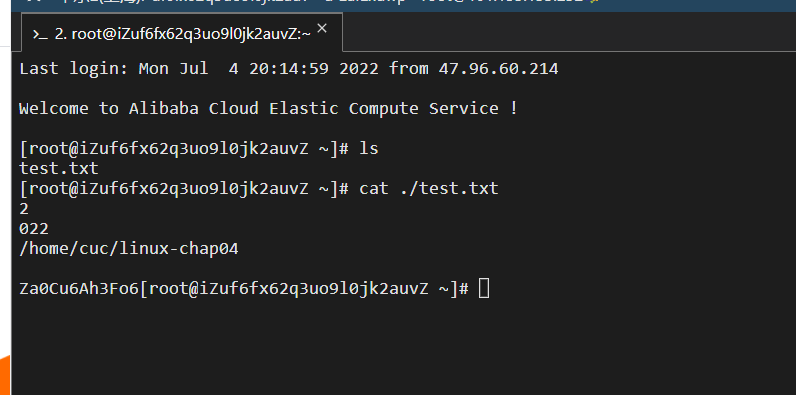 2. root@iZuf6fx62q3uo9l0jk2auvZ:~
Last login: Mon Jul  4 20:14:59 2022 from 47.96.60.214
Welcome to Alibaba Cloud Elastic Compute Service !
[root@iZuf6fx62q3uo9l0jk2auvZ ~]# ls
test.txt
[root@iZuf6fx62q3uo9l0jk2auvZ ~]# cat ./test.txt
2
022
/home/cuc/linux-chap04
Za0Cu6Ah3Fo6[root@iZuf6fx62q3uo9l0jk2auvZ ~]#